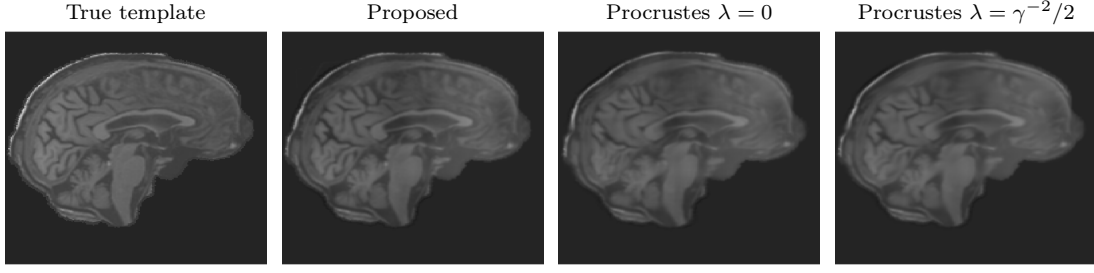 True template
Proposed
Procrustes λ = 0
Procrustes λ = γ⁻²/2